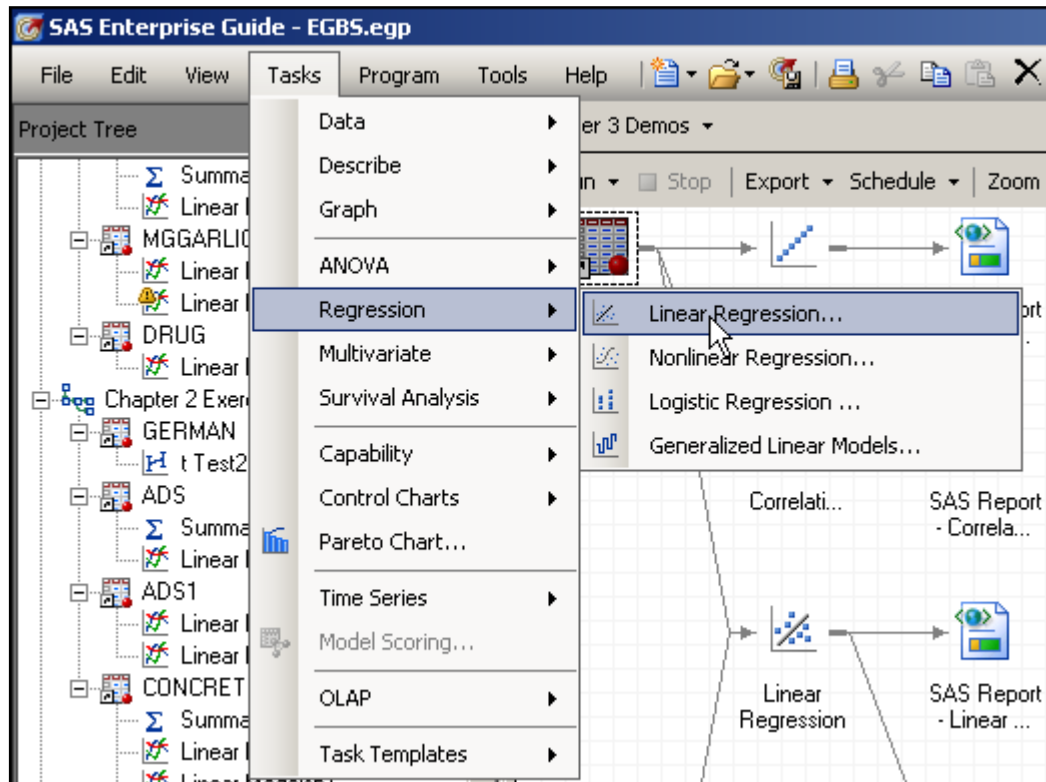 SAS Enterprise Guide - EGBS.egp
File Edit View Tasks Program Tools Help
Project Tree
er 3 Demos
Stop Export Schedule Zoom
Summa
Linear
MGGARLIC
Linear
Linear
DRUG
Linear
Chapter 2 Exer
GERMAN
t Test2
ADS
Summa
Linear
ADS1
Linear
Linear
CONCRET
Summa
Linear
Data
Describe
Graph
ANOVA
Regression
Multivariate
Survival Analysis
Capability
Control Charts
Pareto Chart...
Time Series
Model Scoring...
OLAP
Task Templates
Linear Regression...
Nonlinear Regression...
Logistic Regression ...
Generalized Linear Models...
Correlati...
SAS Report
- Correla...
Linear
Regression
SAS Report
- Linear ...